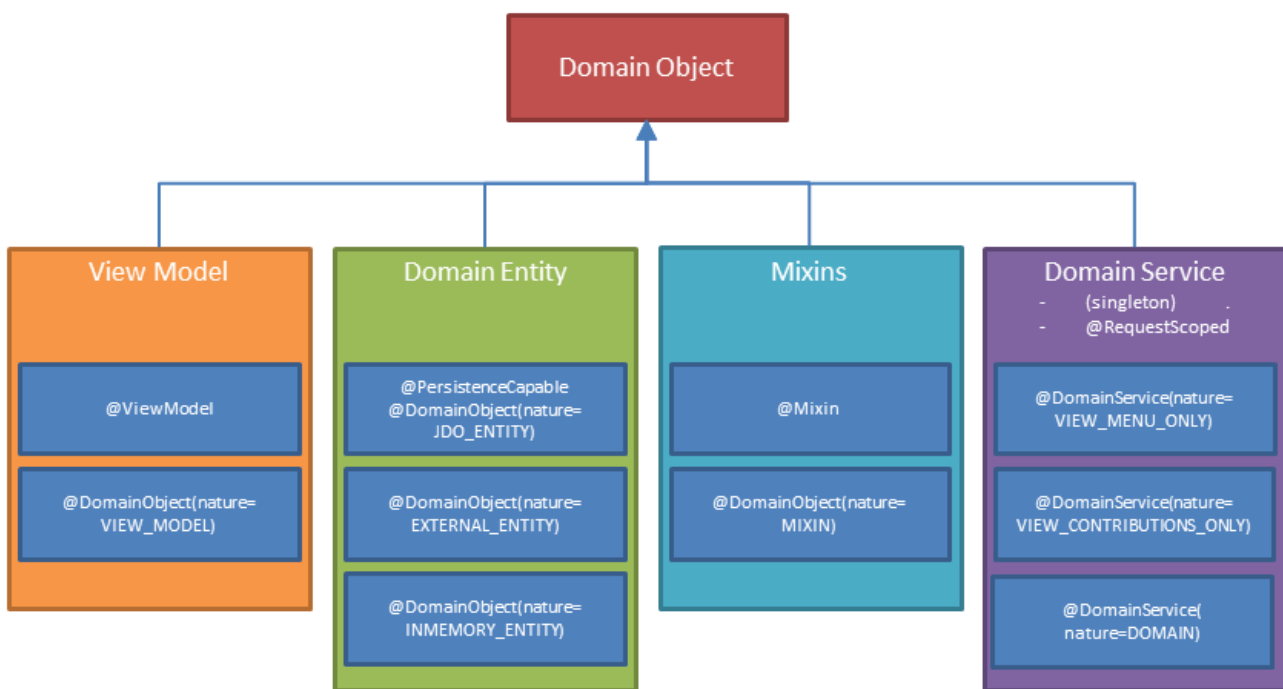 Domain Object
View Model
@ViewModel
@DomainObject(nature=
VIEW_MODEL)
Domain Entity
@PersistenceCapable
@DomainObject(nature=
JDO_ENTITY)
@DomainObject(nature=
EXTERNAL_ENTITY)
@DomainObject(nature=
INMEMORY_ENTITY)
Mixins
@Mixin
@DomainObject(nature=
MIXIN)
Domain Service
- (singleton) .
- @RequestScoped
@DomainService(nature=
VIEW_MENU_ONLY)
@DomainService(nature=
VIEW_CONTRIBUTIONS_ONLY)
@DomainService(
nature=DOMAIN)